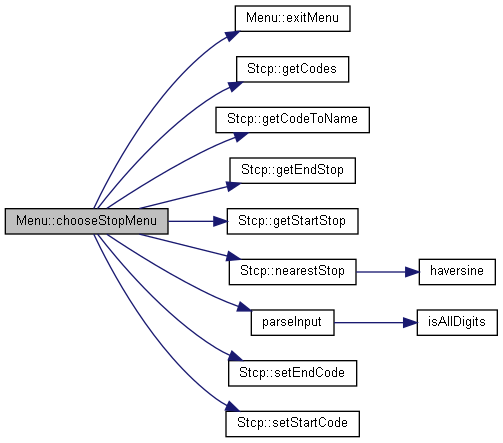 Menu::exitMenu
Stcp::getCodes
Stcp::getCodeToName
Stcp::getEndStop
Menu::chooseStopMenu
Stcp::getStartStop
Stcp::nearestStop
haversine
parseInput
isAllDigits
Stcp::setEndCode
Stcp::setStartCode